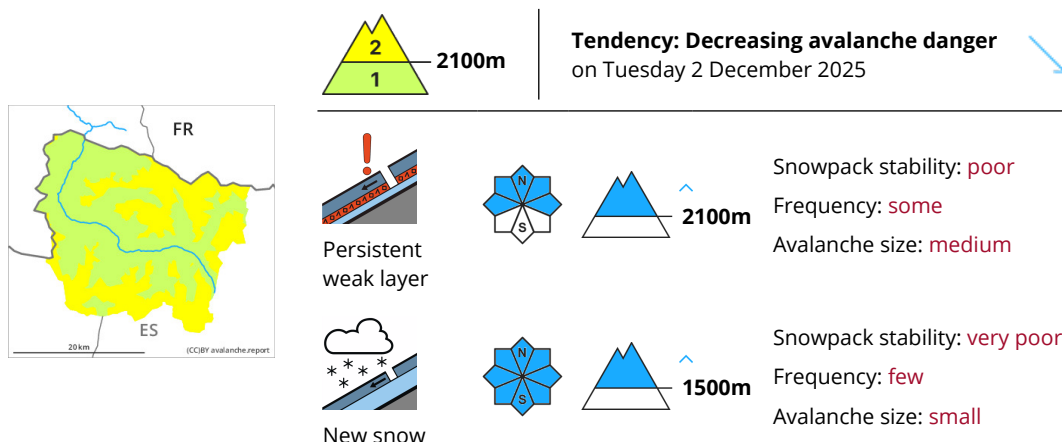 2
1
2100m
Tendency: Decreasing avalanche danger
on Tuesday 2 December 2025
FR
ES
20 km
(CC)BY avalanche.report
Persistent
weak layer
N
S
2100m
Snowpack stability: poor
Frequency: some
Avalanche size: medium
New snow
N
S
1500m
Snowpack stability: very poor
Frequency: few
Avalanche size: small